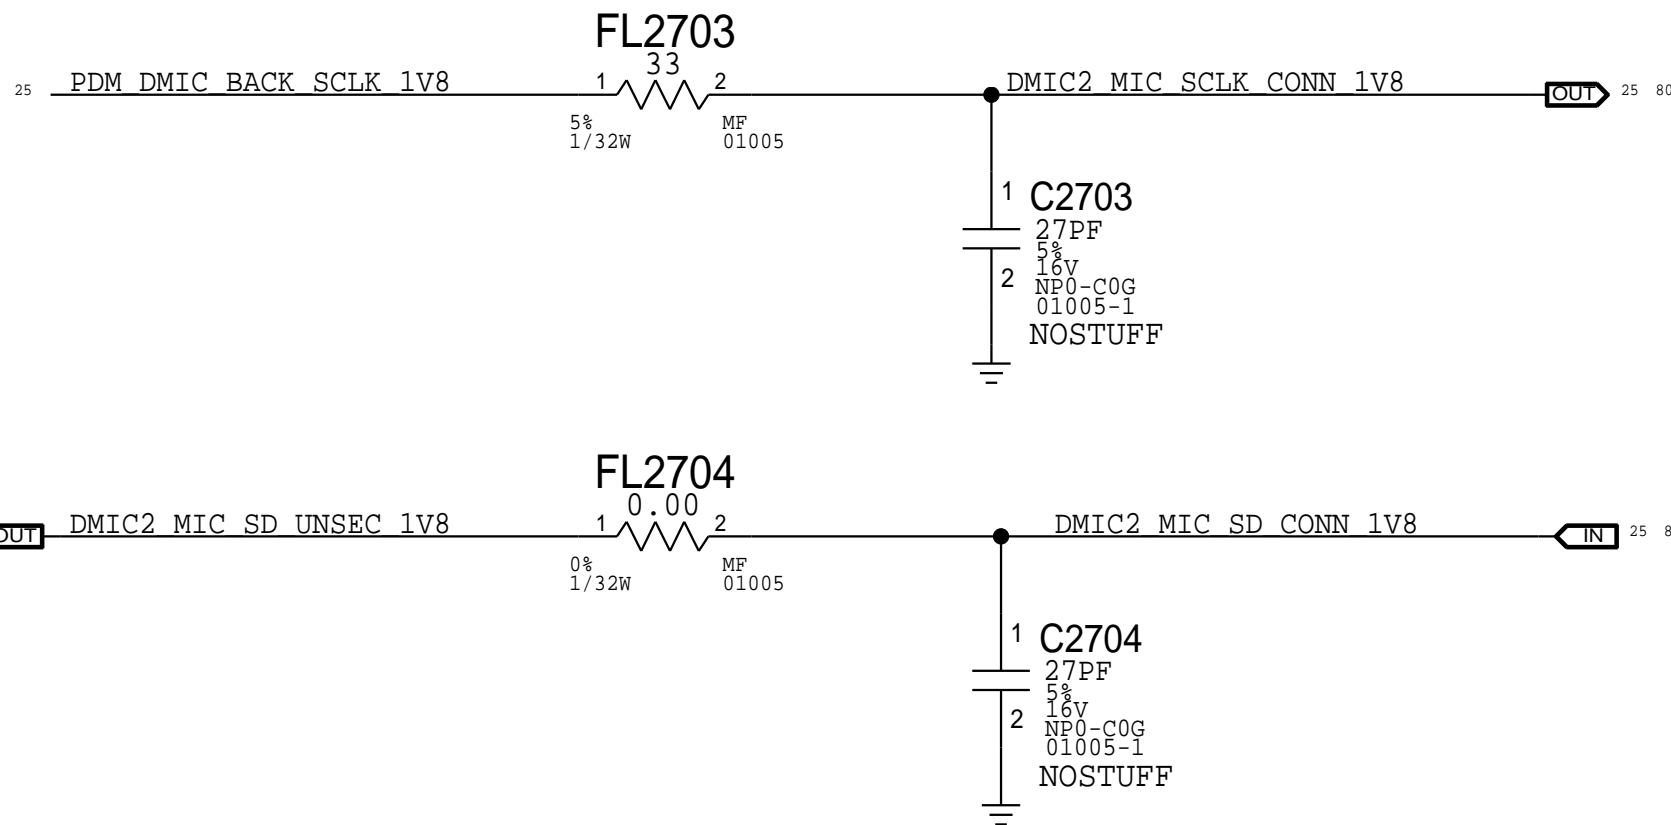 FL2703
33
25 PDM_DMIC_BACK_SCLK_1V8 1 2 DMIC2_MIC_SCLK_CONN_1V8 OUT 25 80
5% MF
1/32W 01005
1 C2703
27PF
5%
16V
2 NP0-C0G
01005-1
NOSTUFF
FL2704
0.00
OUT DMIC2_MIC_SD_UNSEC_1V8 1 2 DMIC2_MIC_SD_CONN_1V8 IN 25 8
0% MF
1/32W 01005
1 C2704
27PF
5%
16V
2 NP0-C0G
01005-1
NOSTUFF